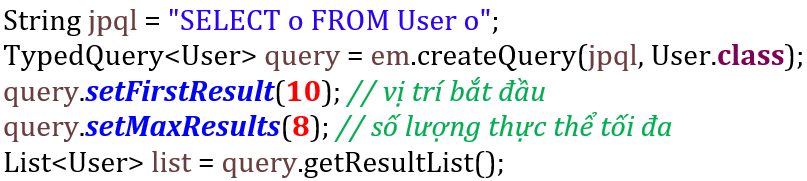 String jpql = "SELECT o FROM User o";
TypedQuery<User> query = em.createQuery(jpql, User.class);
query.setFirstResult(10); // vị trí bắt đầu
query.setMaxResults(8); // số lượng thực thể tối đa
List<User> list = query.getResultList();